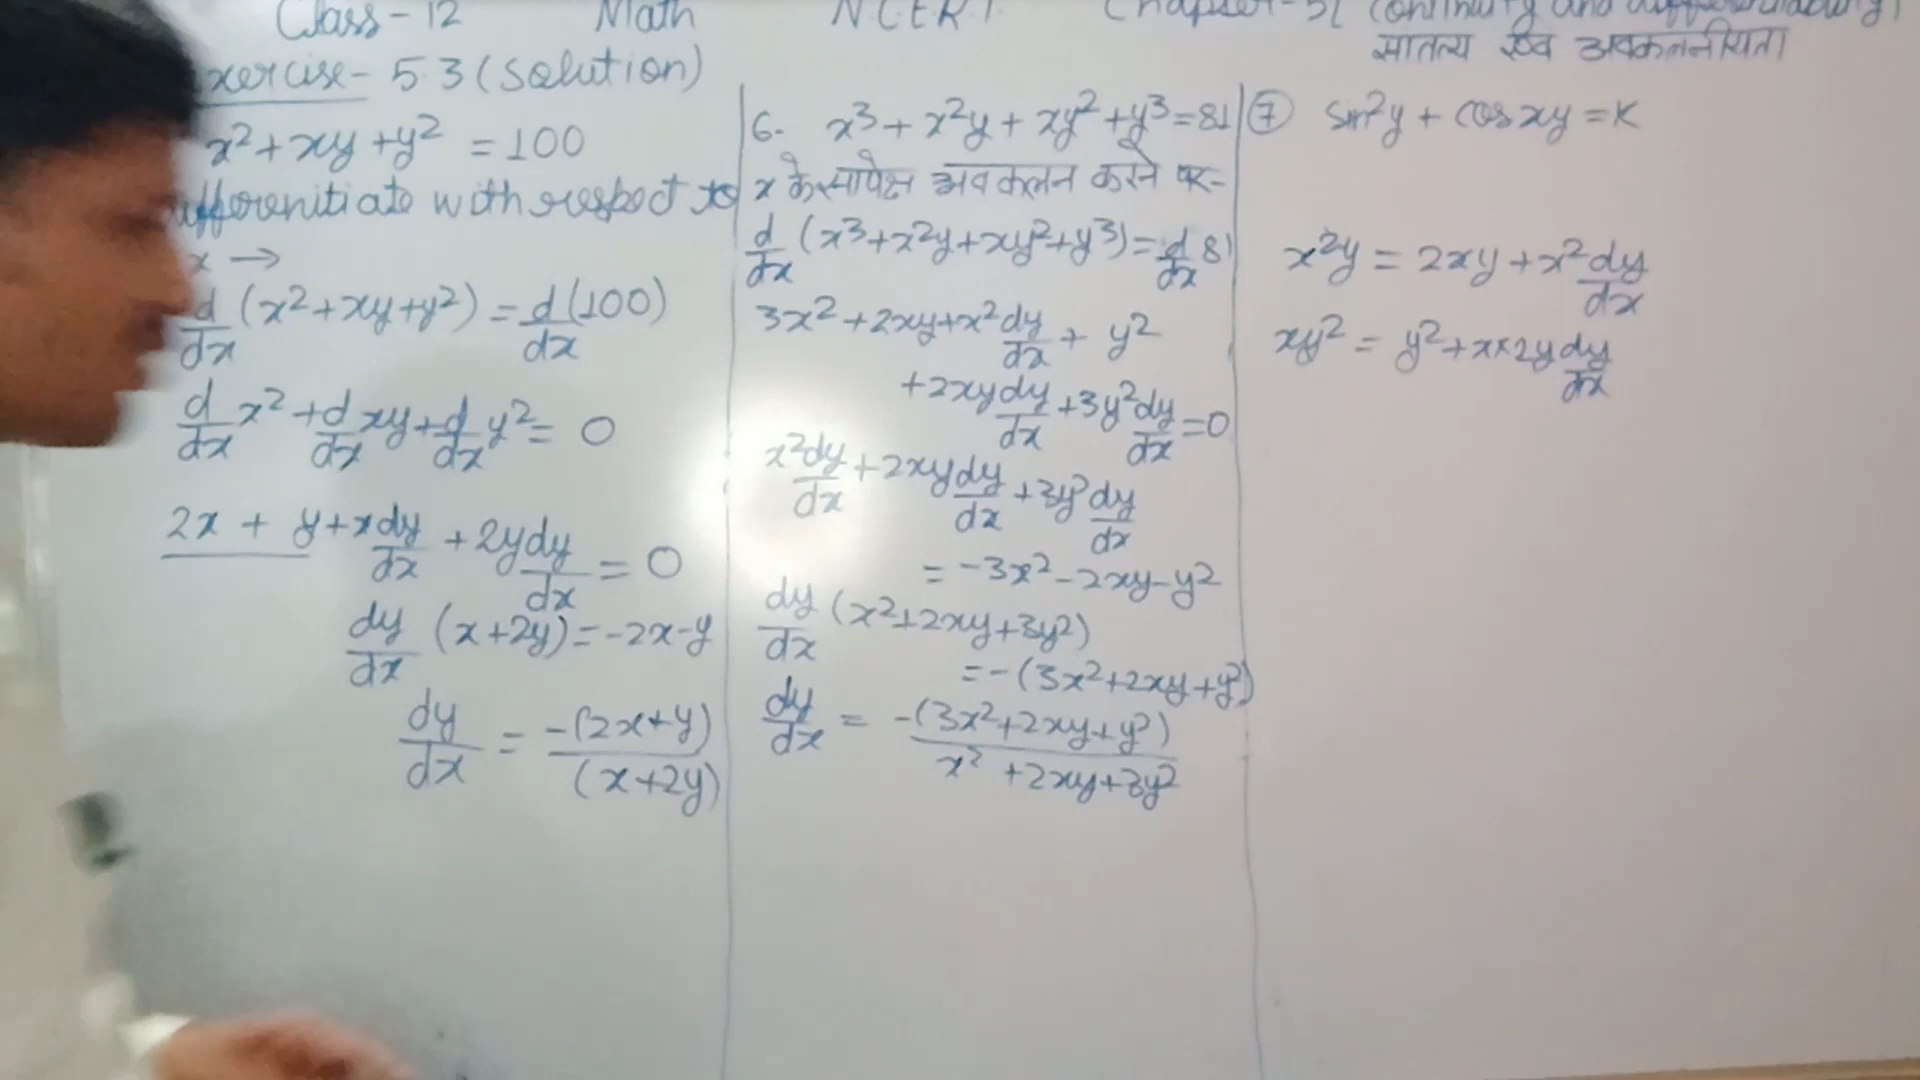 Class-12 Math NCERT Chapter-5( Continuity and differentiability)
सातत्य एवं अवकलनीयता
xercise- 5.3 (Solution)
x²+xy+y² = 100
afferenitiate with respect to
x →
d/dx (x²+xy+y²) = d/dx (100)
d/dx x² + d/dx xy + d/dx y² = 0
2x + y + x dy/dx + 2y dy/dx = 0
dy/dx (x+2y) = -2x-y
dy/dx = -(2x+y)/(x+2y)
6. x³ + x²y + xy² + y³ = 81
x के सापेक्ष अवकलन करने पर-
d/dx (x³+x²y+xy²+y³) = d/dx 81
3x² + 2xy + x² dy/dx + y²
+ 2xy dy/dx + 3y² dy/dx = 0
x² dy/dx + 2xy dy/dx + 3y² dy/dx
= -3x² - 2xy - y²
dy/dx (x²+2xy+3y²)
= -(3x²+2xy+y²)
dy/dx = -(3x²+2xy+y²)/x²+2xy+3y²
⑦ sin²y + cos xy = K
x²y = 2xy + x² dy/dx
xy² = y² + x×2y dy/dx